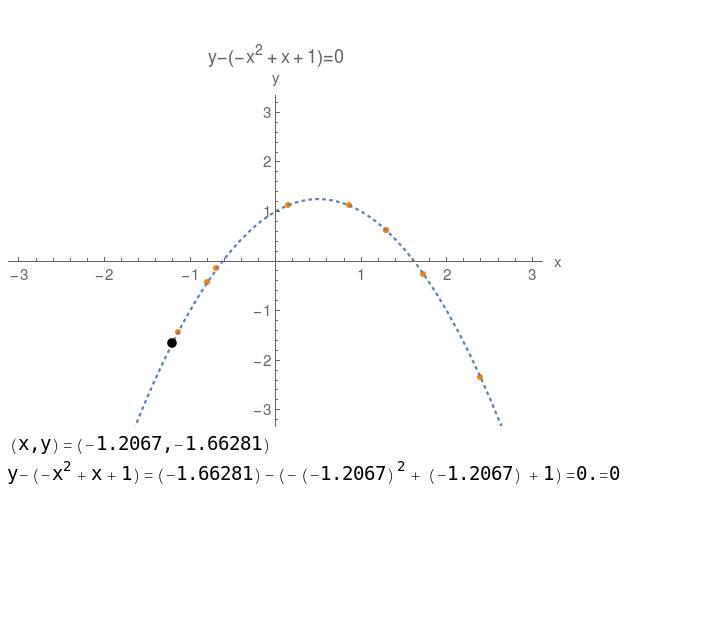 y−(−x² + x + 1)=0
y
3
2
1
−3 −2 −1 1 2 3 x
−1
−2
−3
(x,y) = (−1.2067,−1.66281)
y− (−x² + x + 1) = (−1.66281) − (− (−1.2067)² + (−1.2067) + 1) =0.=0